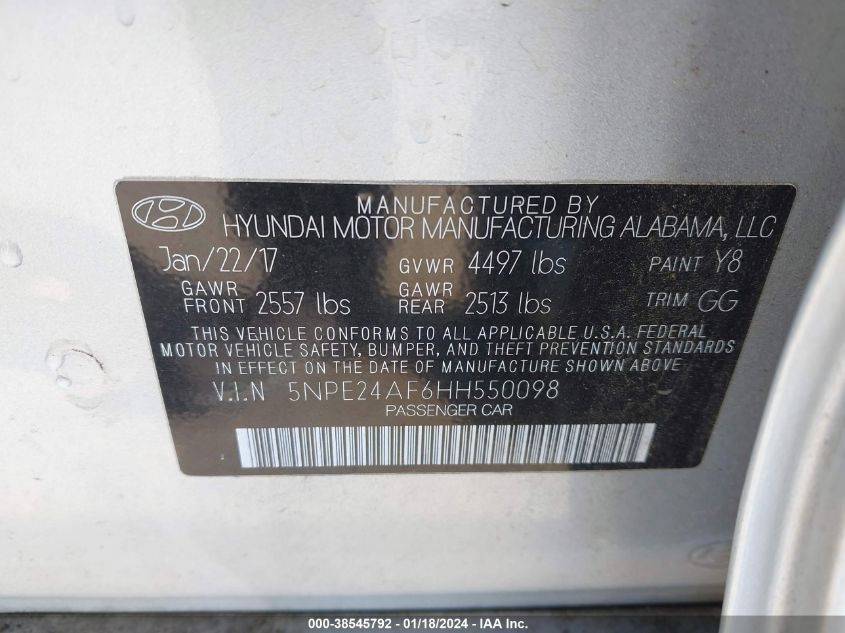 MANUFACTURED BY
HYUNDAI MOTOR MANUFACTURING ALABAMA, LLC
Jan/22/17 GVWR 4497 lbs PAINT Y8
GAWR FRONT 2557 lbs GAWR REAR 2513 lbs TRIM GG
THIS VEHICLE CONFORMS TO ALL APPLICABLE U.S.A. FEDERAL
MOTOR VEHICLE SAFETY, BUMPER, AND THEFT PREVENTION STANDARDS
IN EFFECT ON THE DATE OF MANUFACTURE SHOWN ABOVE
V.I.N 5NPE24AF6HH550098
PASSENGER CAR
000-38545792 - 01/18/2024 - IAA Inc.